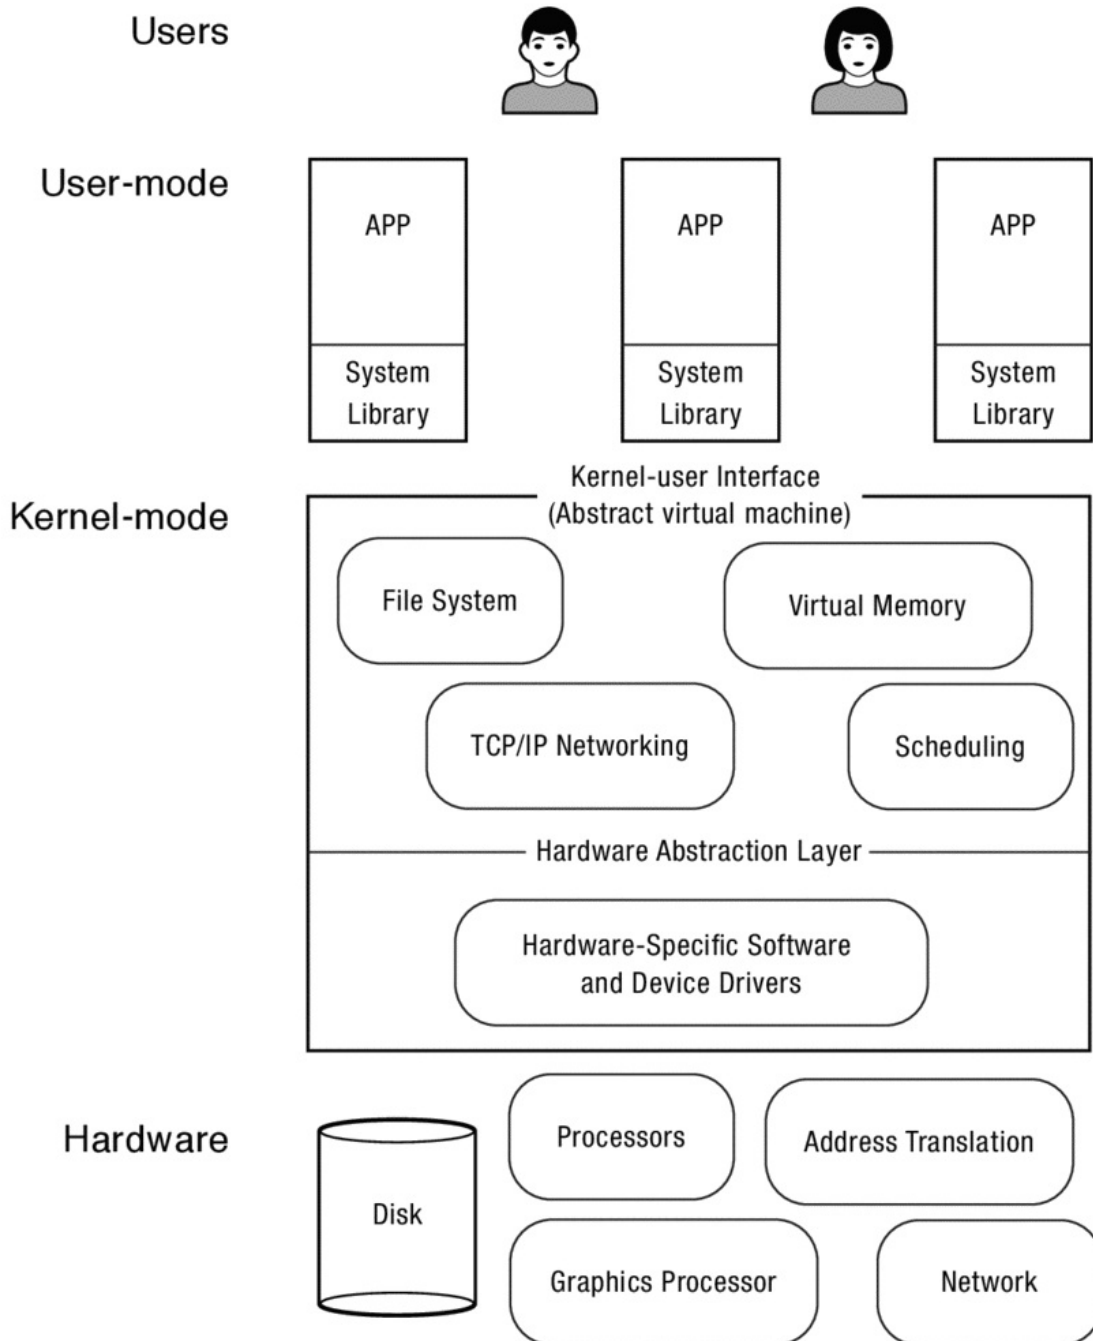 Users
User-mode
APP
APP
APP
System
Library
System
Library
System
Library
Kernel-mode
Kernel-user Interface
(Abstract virtual machine)
File System
Virtual Memory
TCP/IP Networking
Scheduling
Hardware Abstraction Layer
Hardware-Specific Software
and Device Drivers
Hardware
Disk
Processors
Address Translation
Graphics Processor
Network